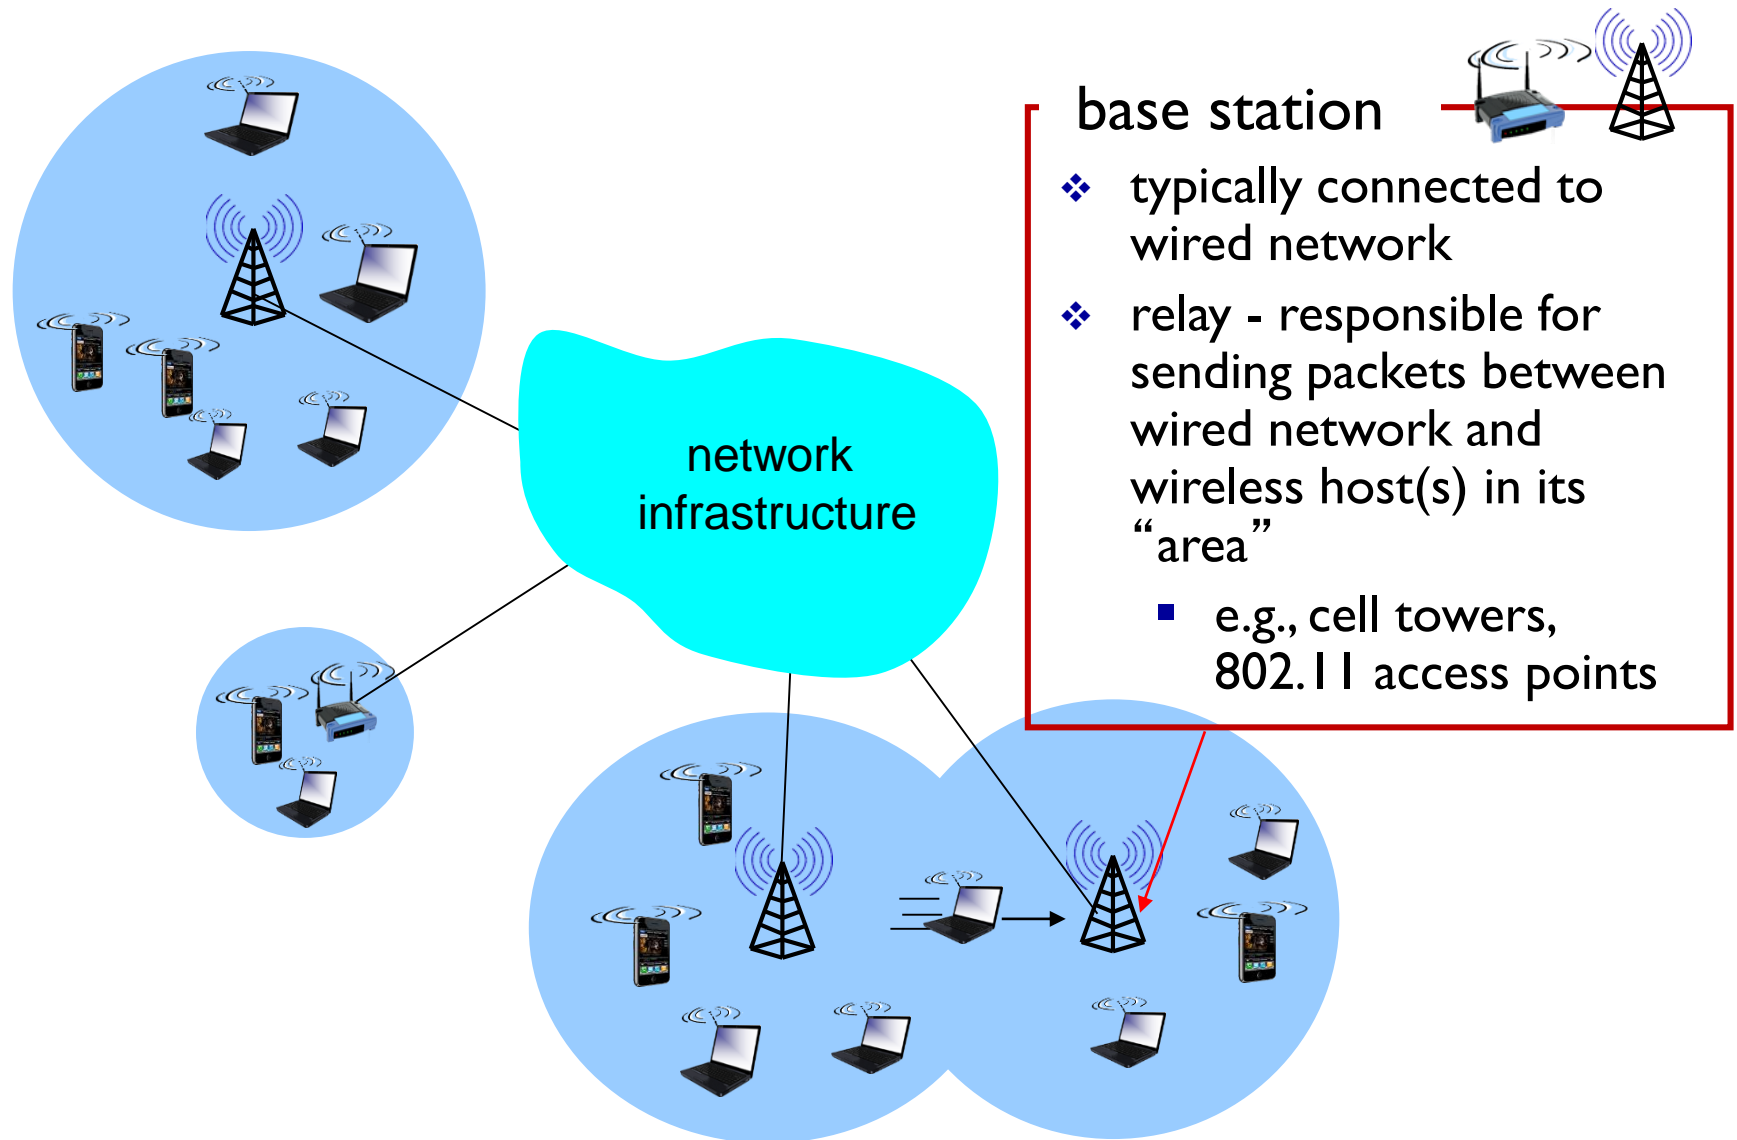 base station
❖ typically connected to
wired network
❖ relay - responsible for
sending packets between
wired network and
wireless host(s) in its
“area”
▪ e.g., cell towers,
802.11 access points
network
infrastructure